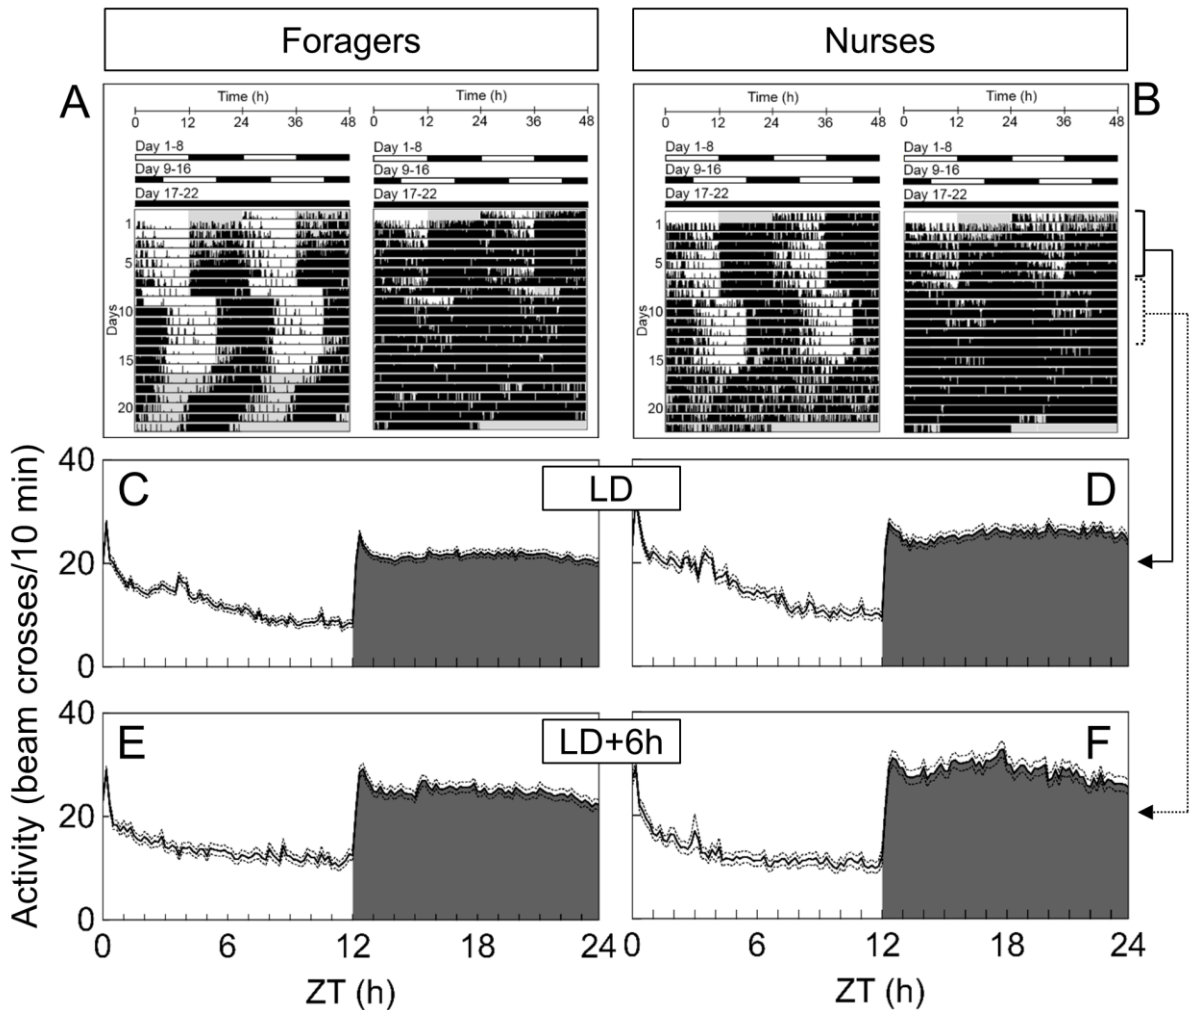 Foragers
Nurses
A
B
Time (h)
Time (h)
Time (h)
Time (h)
0 12 24 36 48
0 12 24 36 48
0 12 24 36 48
0 12 24 36 48
Day 1-8
Day 1-8
Day 1-8
Day 1-8
Day 9-16
Day 9-16
Day 9-16
Day 9-16
Day 17-22
Day 17-22
Day 17-22
Day 17-22
1
5
10
15
20
Days
1
5
10
15
20
Days
Activity (beam crosses/10 min)
40
20
0
C
LD
D
40
20
0
E
LD+6h
F
0 6 12 18 24
0 6 12 18 24
ZT (h)
ZT (h)